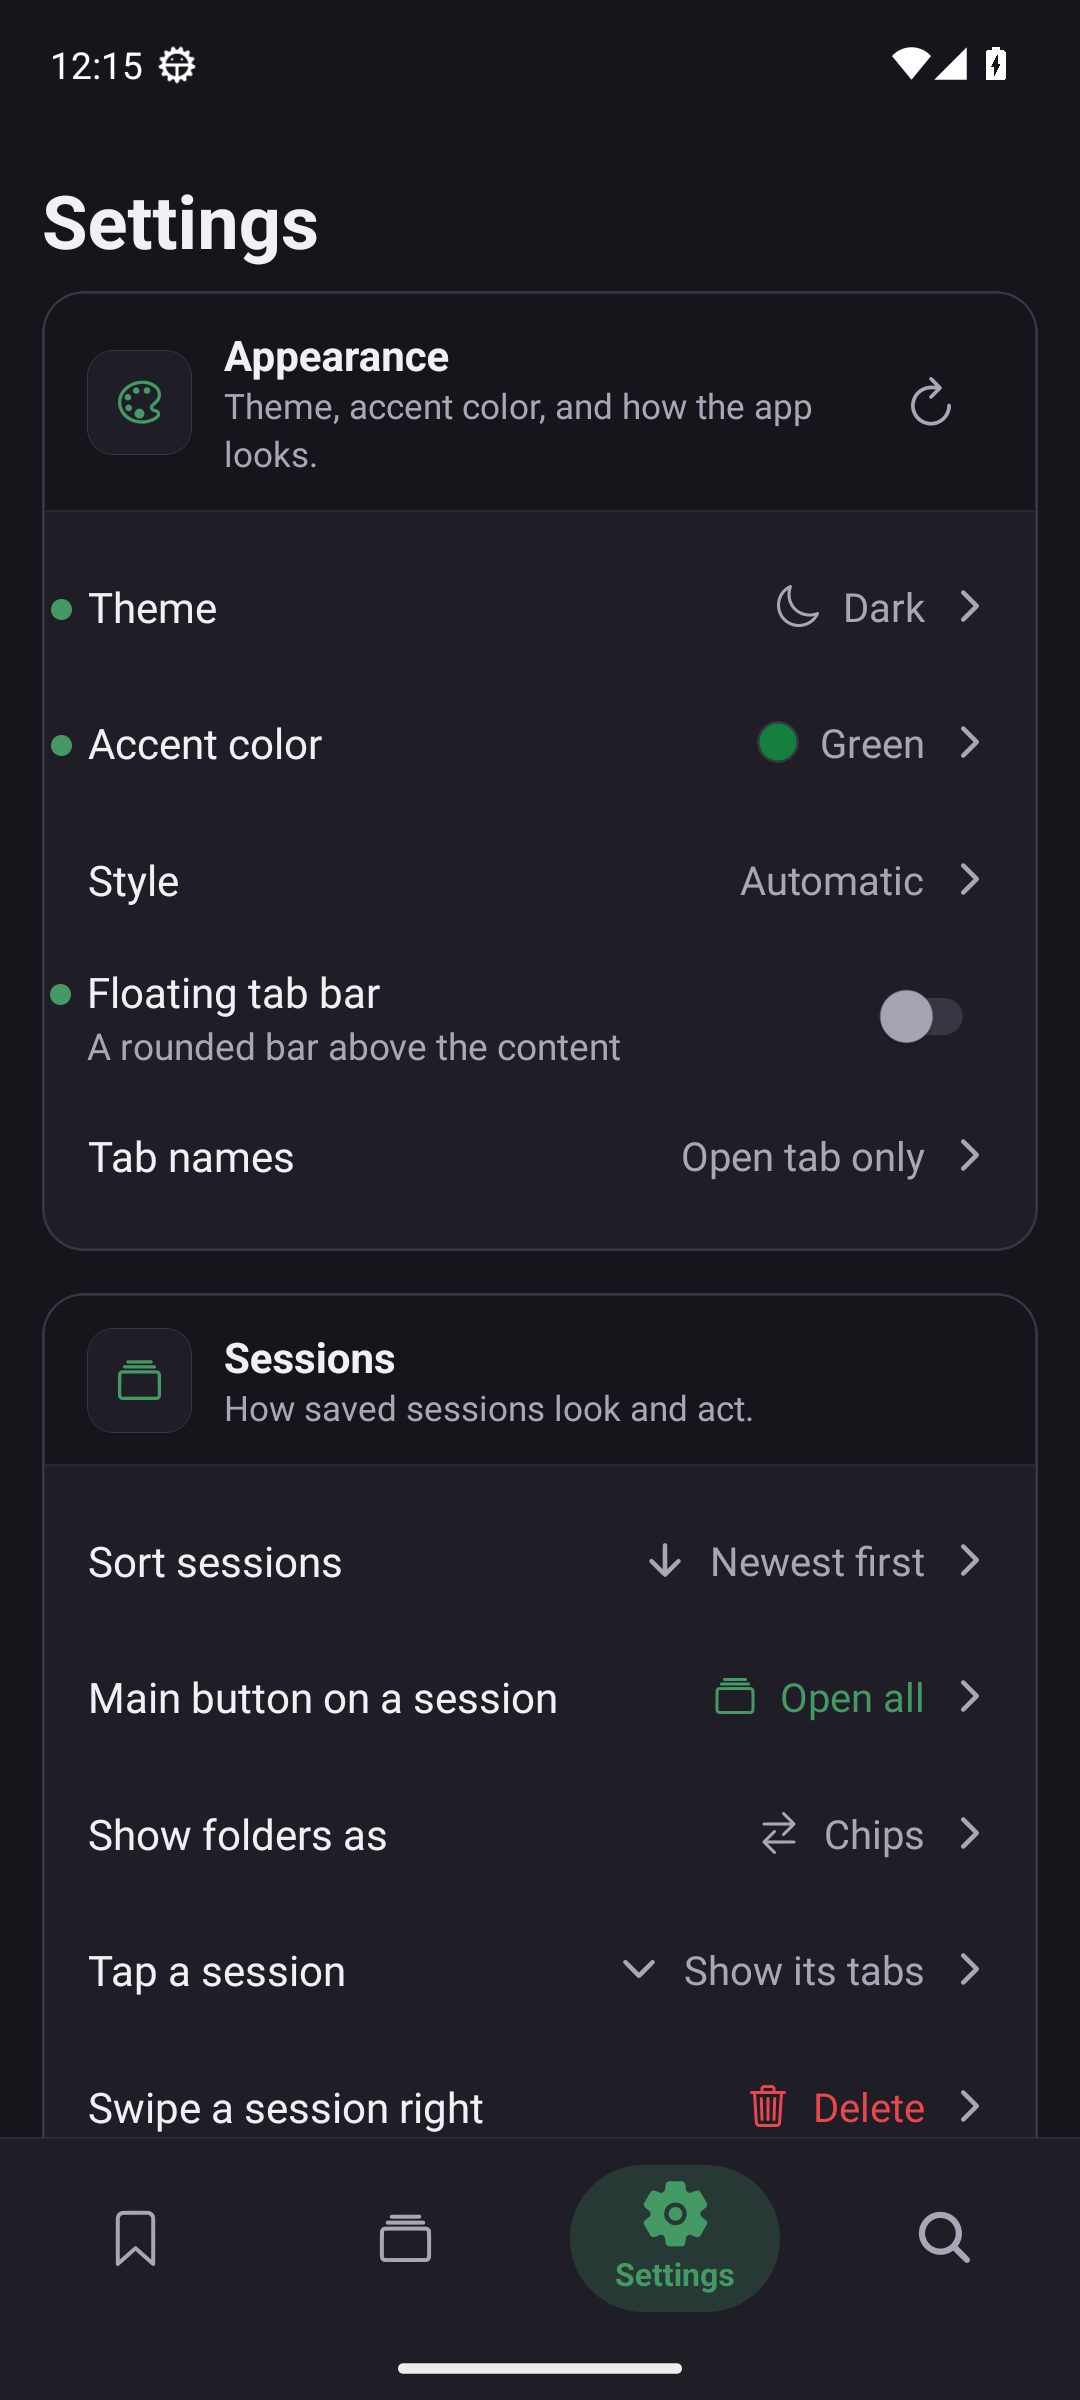 12:15
Settings
Appearance
Theme, accent color, and how the app
looks.
Theme
Dark
Accent color
Green
Style
Automatic
Floating tab bar
A rounded bar above the content
Tab names
Open tab only
Sessions
How saved sessions look and act.
Sort sessions
Newest first
Main button on a session
Open all
Show folders as
Chips
Tap a session
Show its tabs
Swipe a session right
Delete
Settings